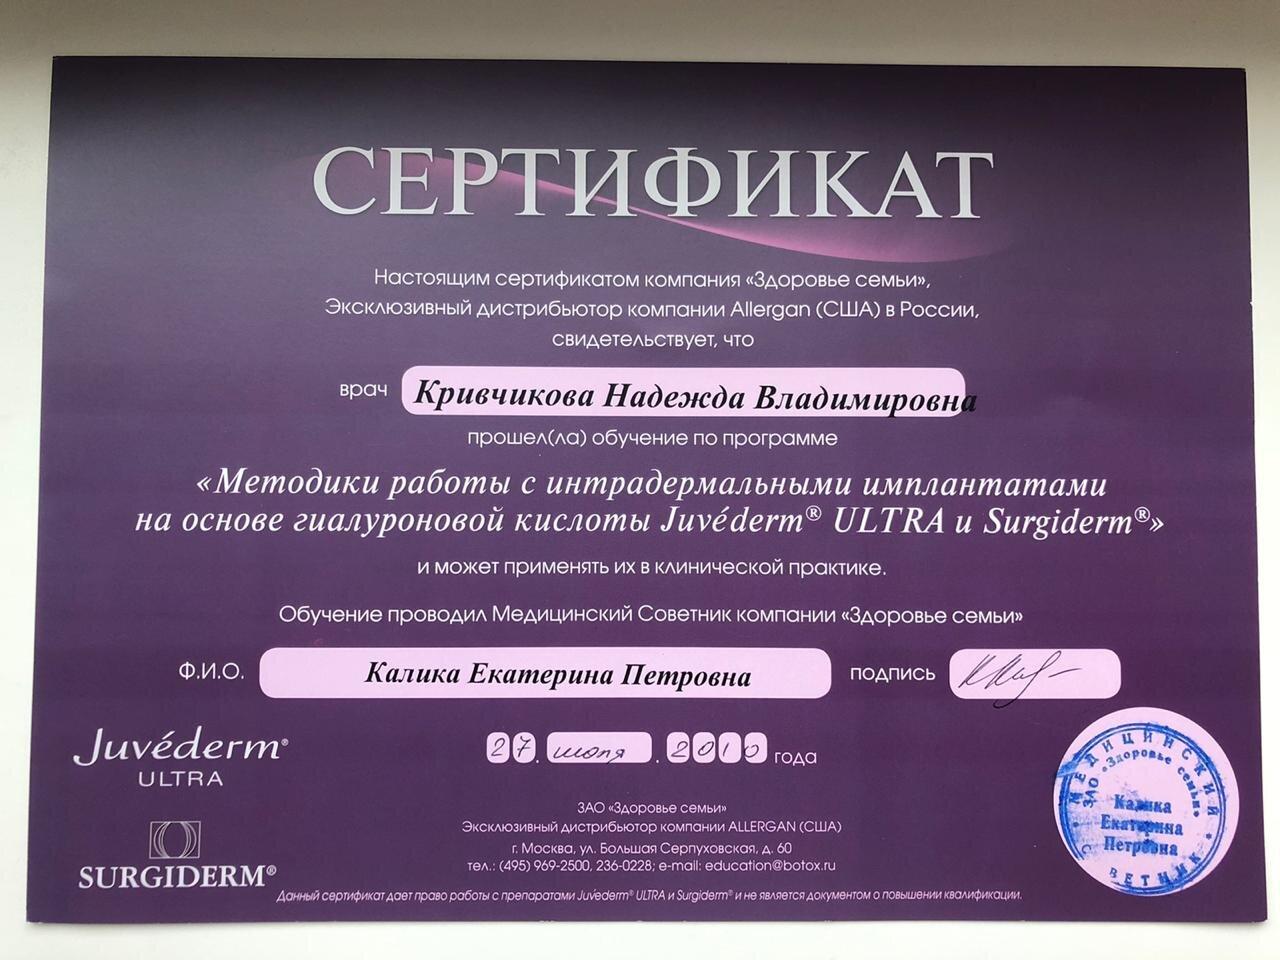 СЕРТИФИКАТ
Настоящим сертификатом компания «Здоровье семьи»,
Эксклюзивный дистрибьютор компании Allergan (США) в России,
свидетельствует, что
врач Кривчикова Надежда Владимировна
прошел(ла) обучение по программе
«Методики работы с интрадермальными имплантатами
на основе гиалуроновой кислоты Juvéderm® ULTRA и Surgiderm®»
и может применять их в клинической практике.
Обучение проводил Медицинский Советник компании «Здоровье семьи»
Ф.И.О. Калика Екатерина Петровна подпись
27. июля . 2010 года
Juvéderm®
ULTRA
SURGIDERM®
ЗАО «Здоровье семьи»
Эксклюзивный дистрибьютор компании ALLERGAN (США)
г. Москва, ул. Большая Серпуховская, д. 60
тел.: (495) 969-2500, 236-0228; e-mail: education@botox.ru
Данный сертификат дает право работы с препаратами Juvéderm® ULTRA и Surgiderm® и не является документом о повышении квалификации.
МЕДИЦИНСКИЙ СОВЕТНИК
ЗАО «Здоровье семьи»
Калика
Екатерина
Петровна